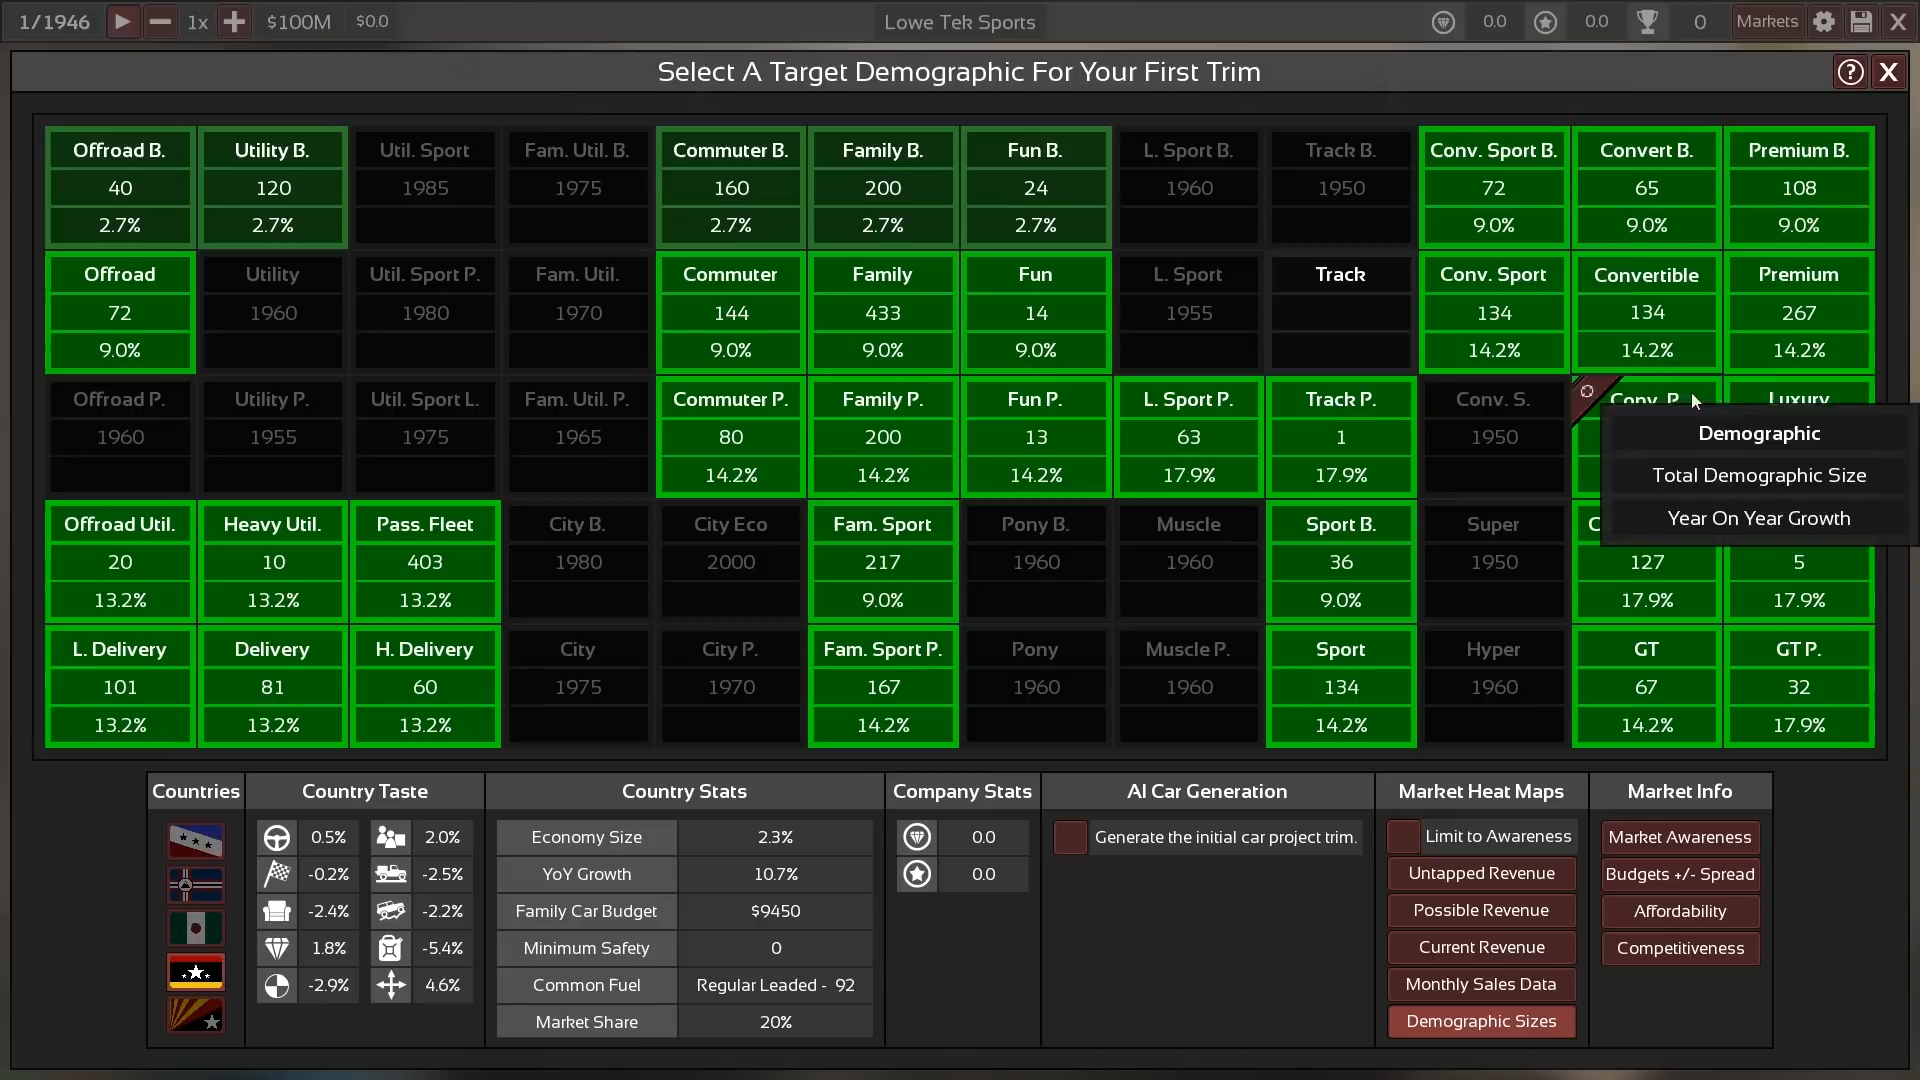 1/1946 1x $100M $0.0 Lowe Tek Sports 0.0 0.0 0 Markets X
Select A Target Demographic For Your First Trim ? X
Offroad B. Utility B. Util. Sport Fam. Util. B. Commuter B. Family B. Fun B. L. Sport B. Track B. Conv. Sport B. Convert B. Premium B.
40 120 1985 1975 160 200 24 1960 1950 72 65 108
2.7% 2.7% 2.7% 2.7% 2.7% 9.0% 9.0% 9.0%
Offroad Utility Util. Sport P. Fam. Util. Commuter Family Fun L. Sport Track Conv. Sport Convertible Premium
72 1960 1980 1970 144 433 14 1955 134 134 267
9.0% 9.0% 9.0% 9.0% 14.2% 14.2% 14.2%
Offroad P. Utility P. Util. Sport L. Fam. Util. P. Commuter P. Family P. Fun P. L. Sport P. Track P. Conv. S. Conv. P. Luxury
1960 1955 1975 1965 80 200 13 63 1 1950
14.2% 14.2% 14.2% 17.9% 17.9%
Demographic
Total Demographic Size
Year On Year Growth
Offroad Util. Heavy Util. Pass. Fleet City B. City Eco Fam. Sport Pony B. Muscle Sport B. Super C
20 10 403 1980 2000 217 1960 1960 36 1950 127 5
13.2% 13.2% 13.2% 9.0% 9.0% 17.9% 17.9%
L. Delivery Delivery H. Delivery City City P. Fam. Sport P. Pony Muscle P. Sport Hyper GT GT P.
101 81 60 1975 1970 167 1960 1960 134 1960 67 32
13.2% 13.2% 13.2% 14.2% 14.2% 14.2% 17.9%
Countries Country Taste Country Stats Company Stats AI Car Generation Market Heat Maps Market Info
0.5% 2.0% Economy Size 2.3% 0.0 Generate the initial car project trim. Limit to Awareness Market Awareness
-0.2% -2.5% YoY Growth 10.7% 0.0 Untapped Revenue Budgets +/- Spread
-2.4% -2.2% Family Car Budget $9450 Possible Revenue Affordability
1.8% -5.4% Minimum Safety 0 Current Revenue Competitiveness
-2.9% 4.6% Common Fuel Regular Leaded - 92 Monthly Sales Data
Market Share 20% Demographic Sizes